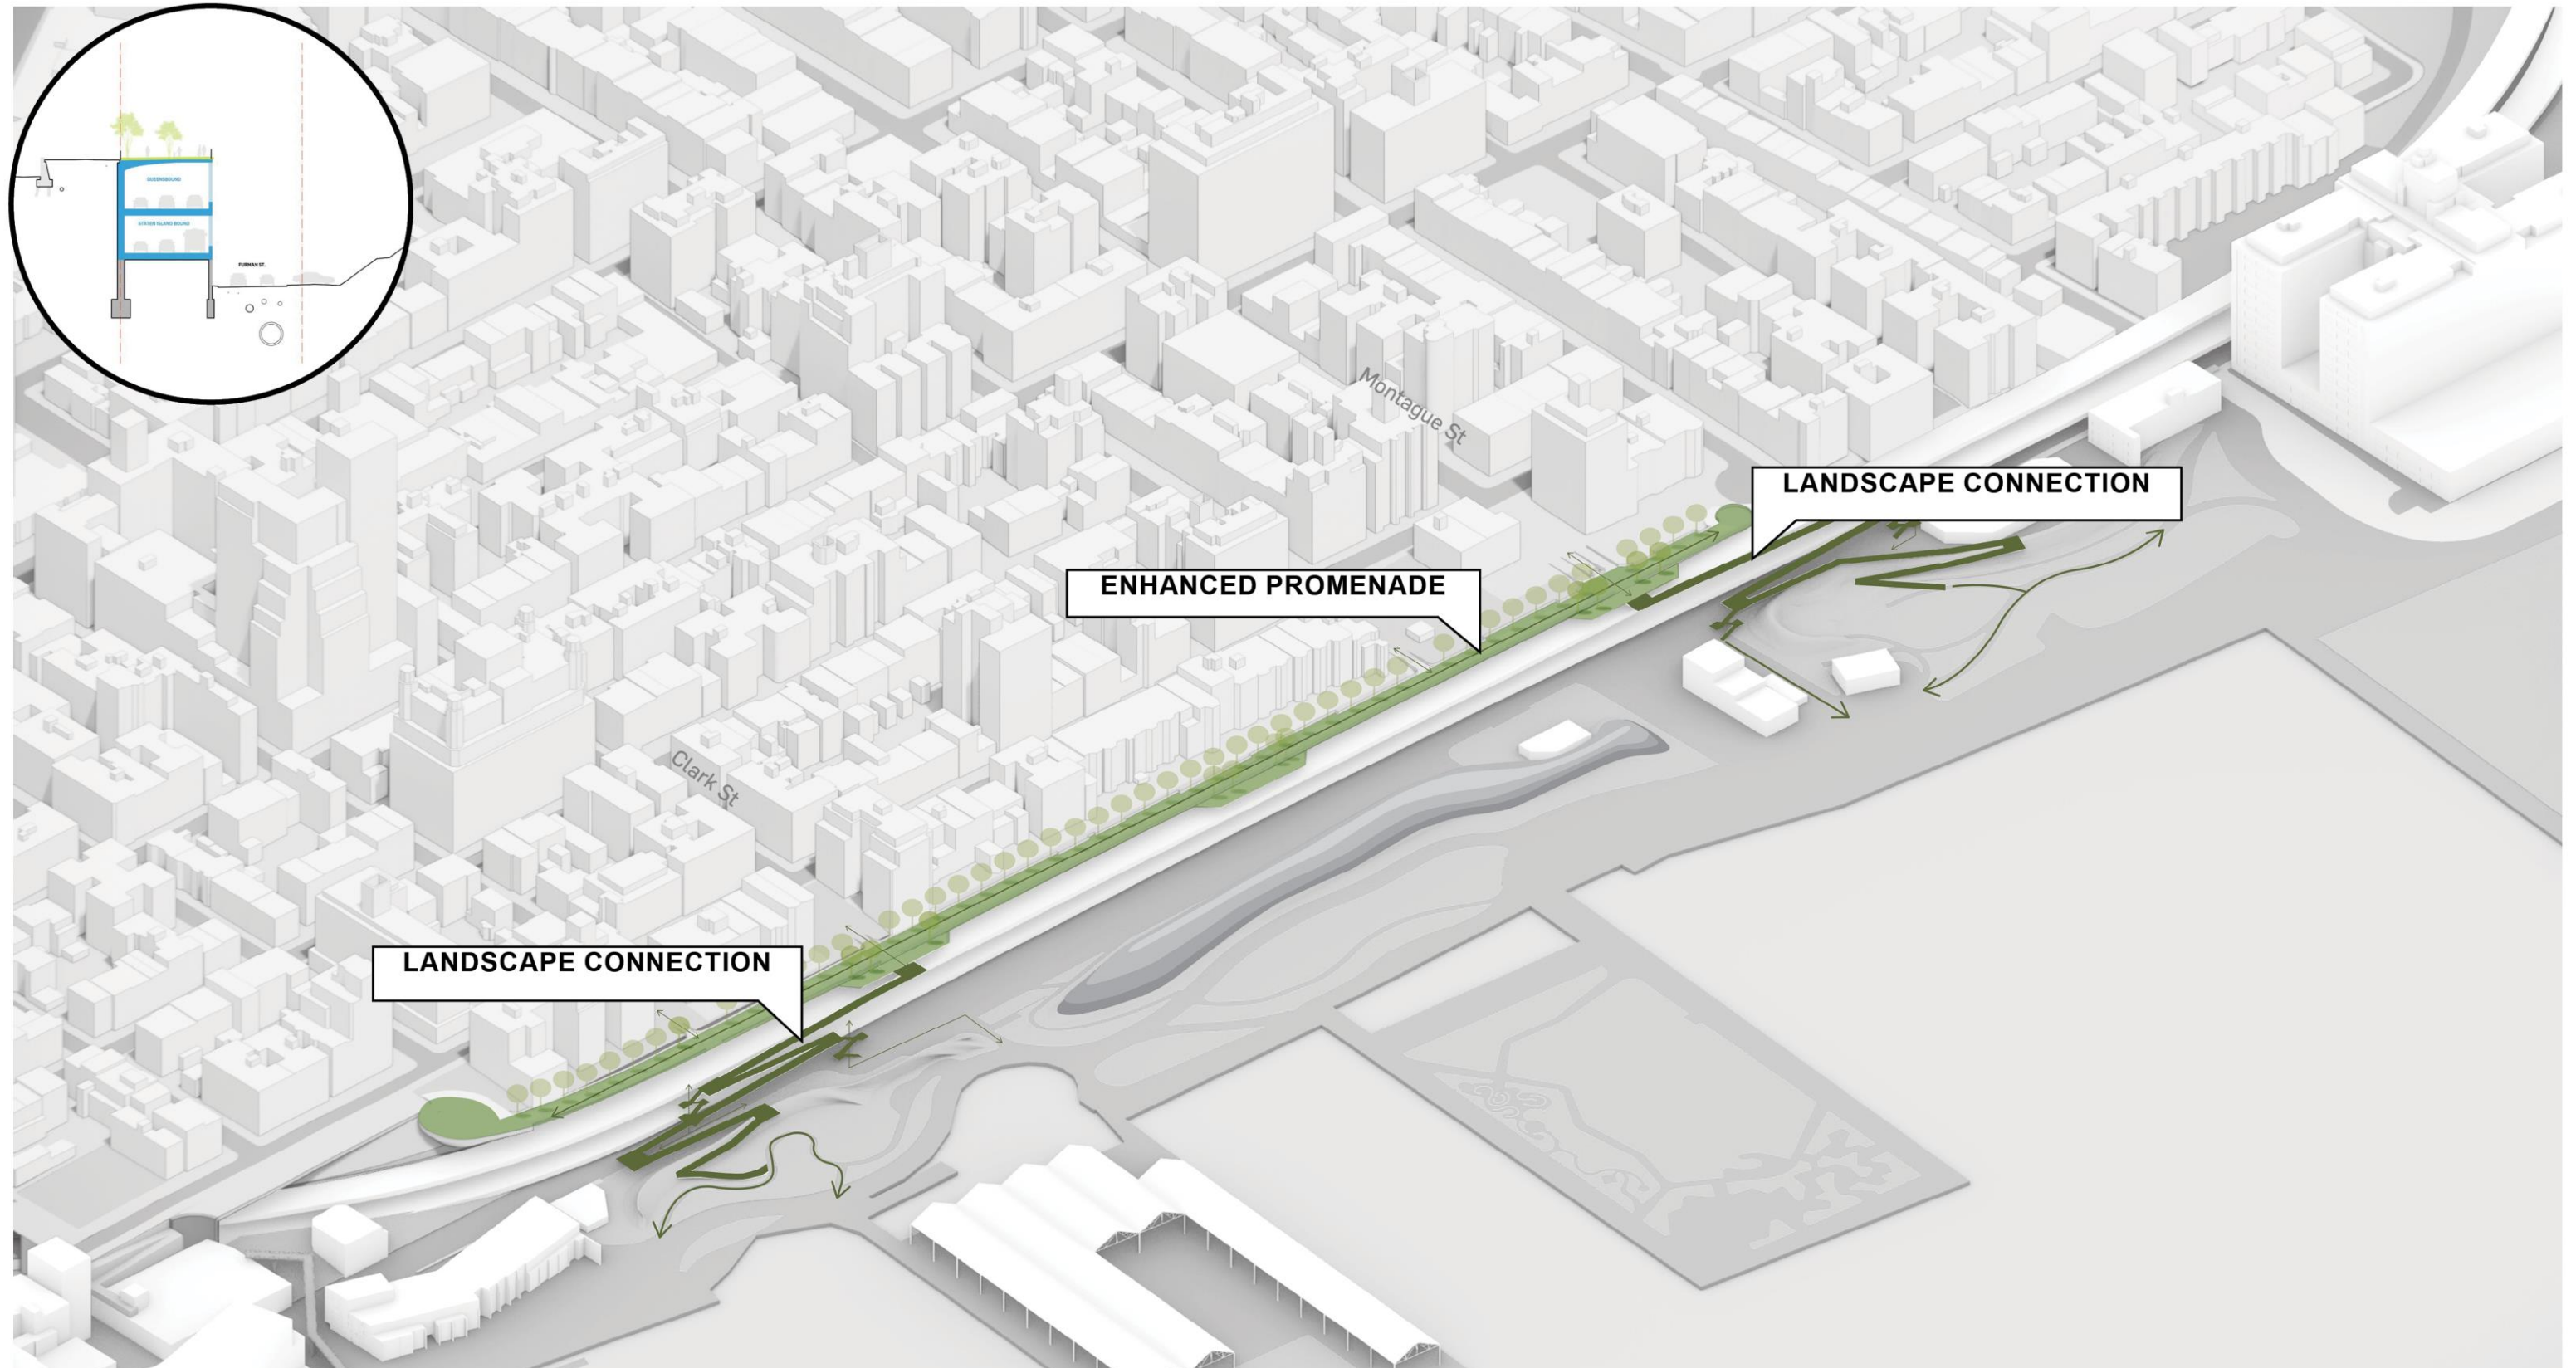 QUEENSBOUND
STATEN ISLAND BOUND
FURMAN ST.
Montague St
LANDSCAPE CONNECTION
ENHANCED PROMENADE
Clark St
LANDSCAPE CONNECTION